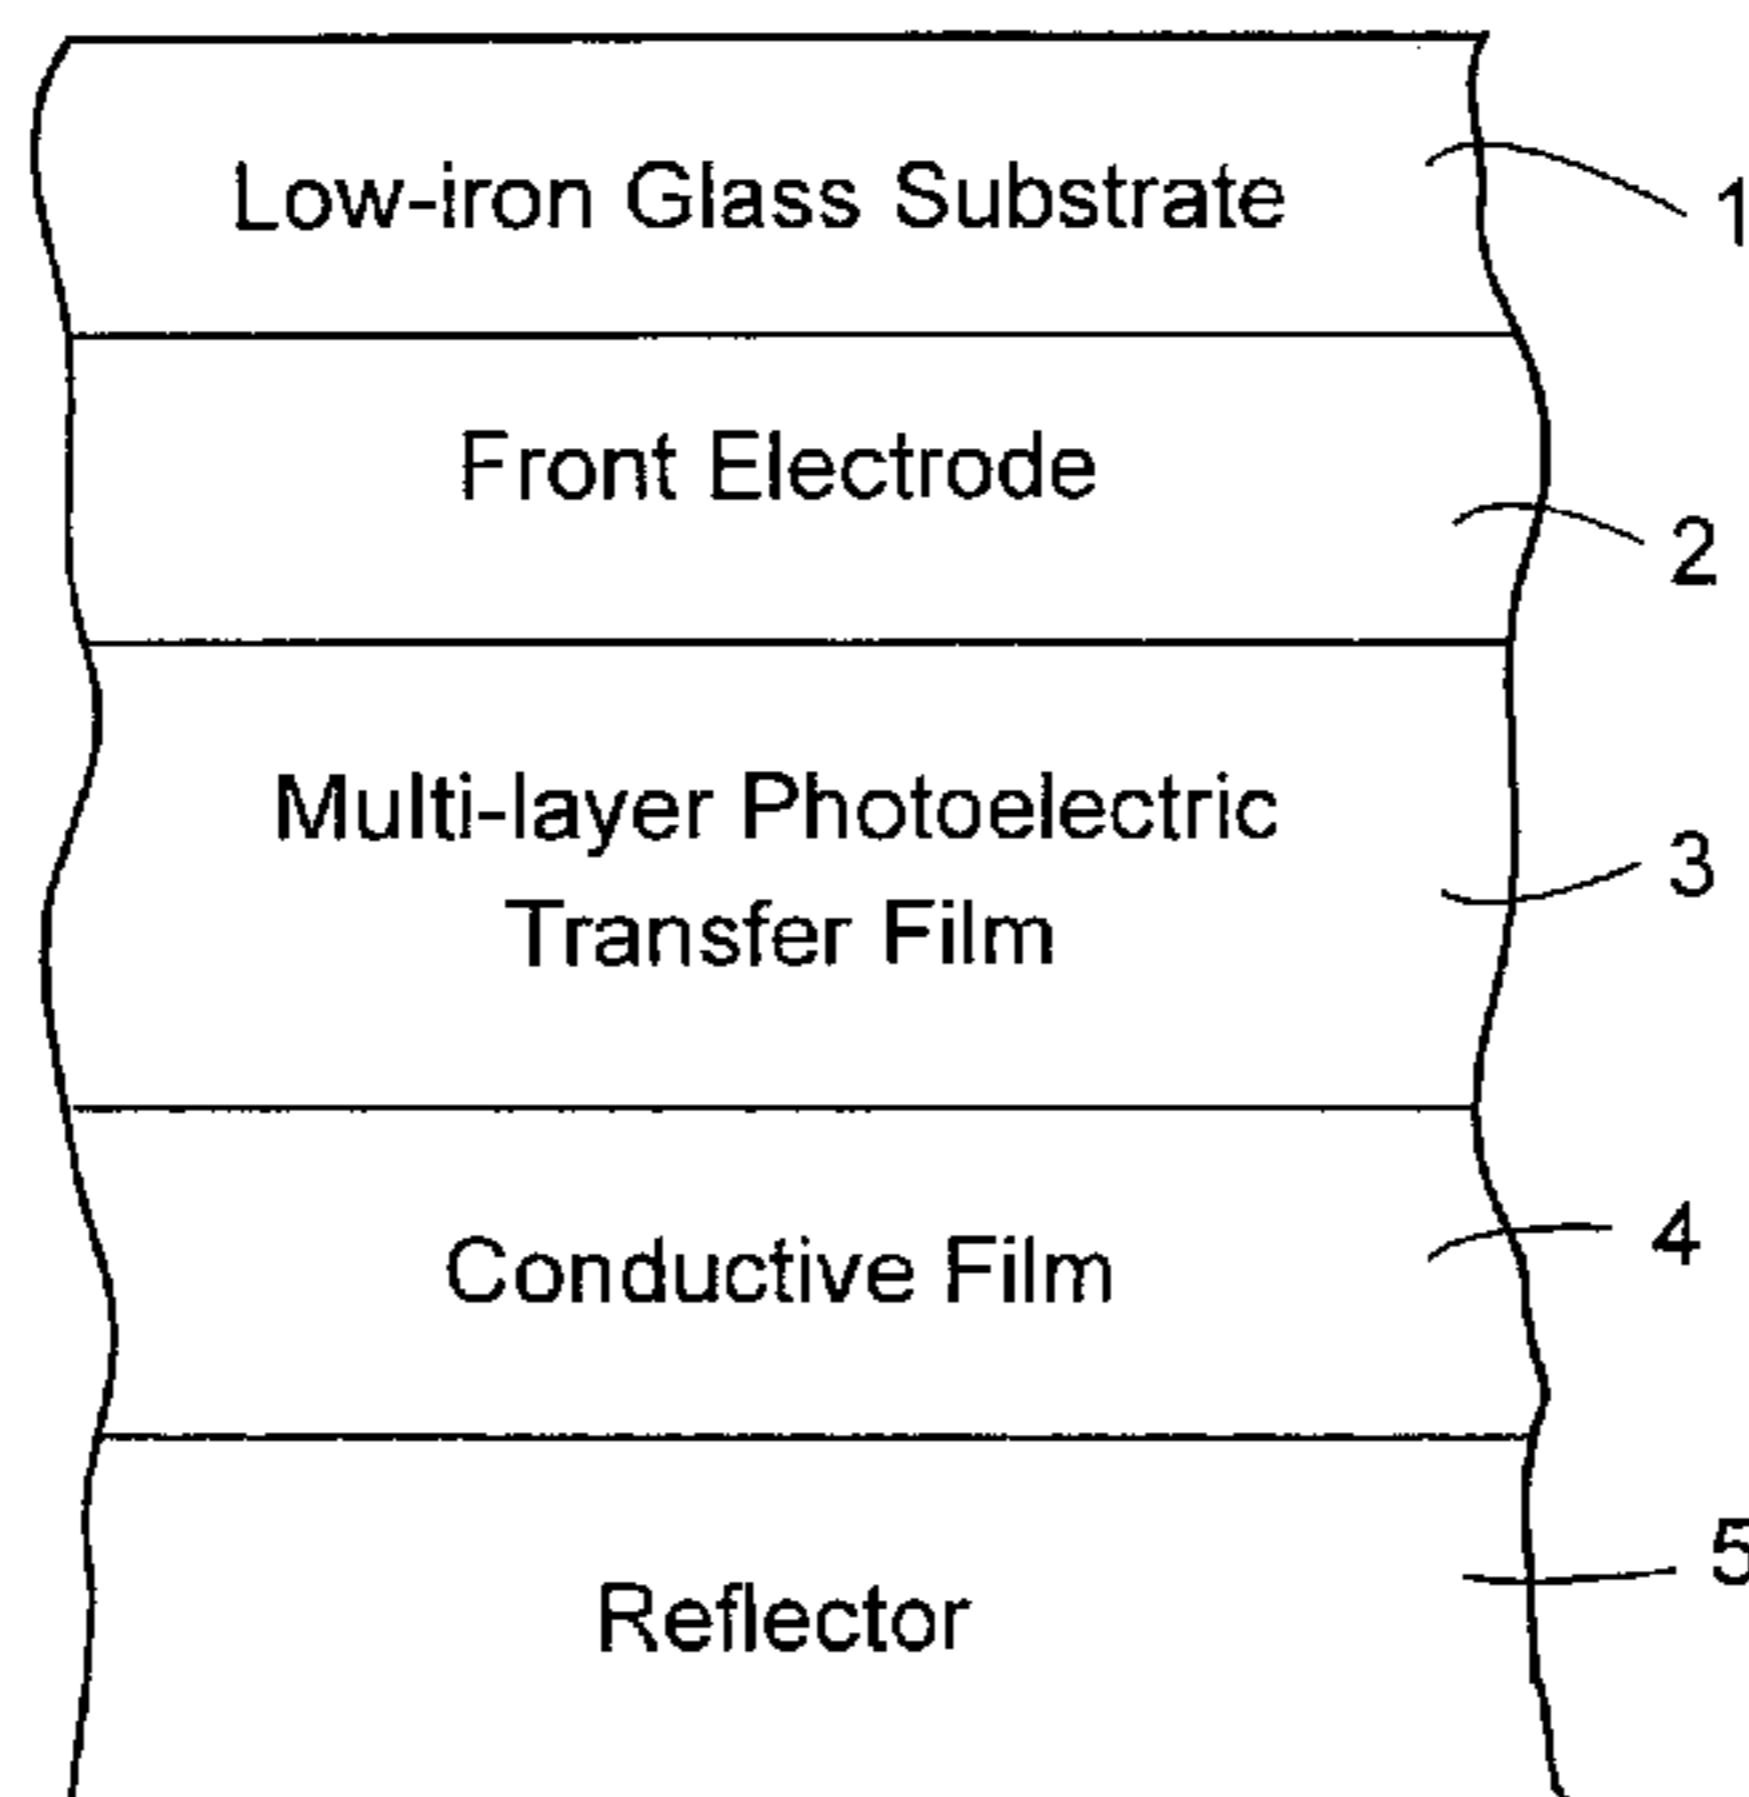 Low-iron Glass Substrate
1
Front Electrode
2
Multi-layer Photoelectric
Transfer Film
3
Conductive Film
4
Reflector
5